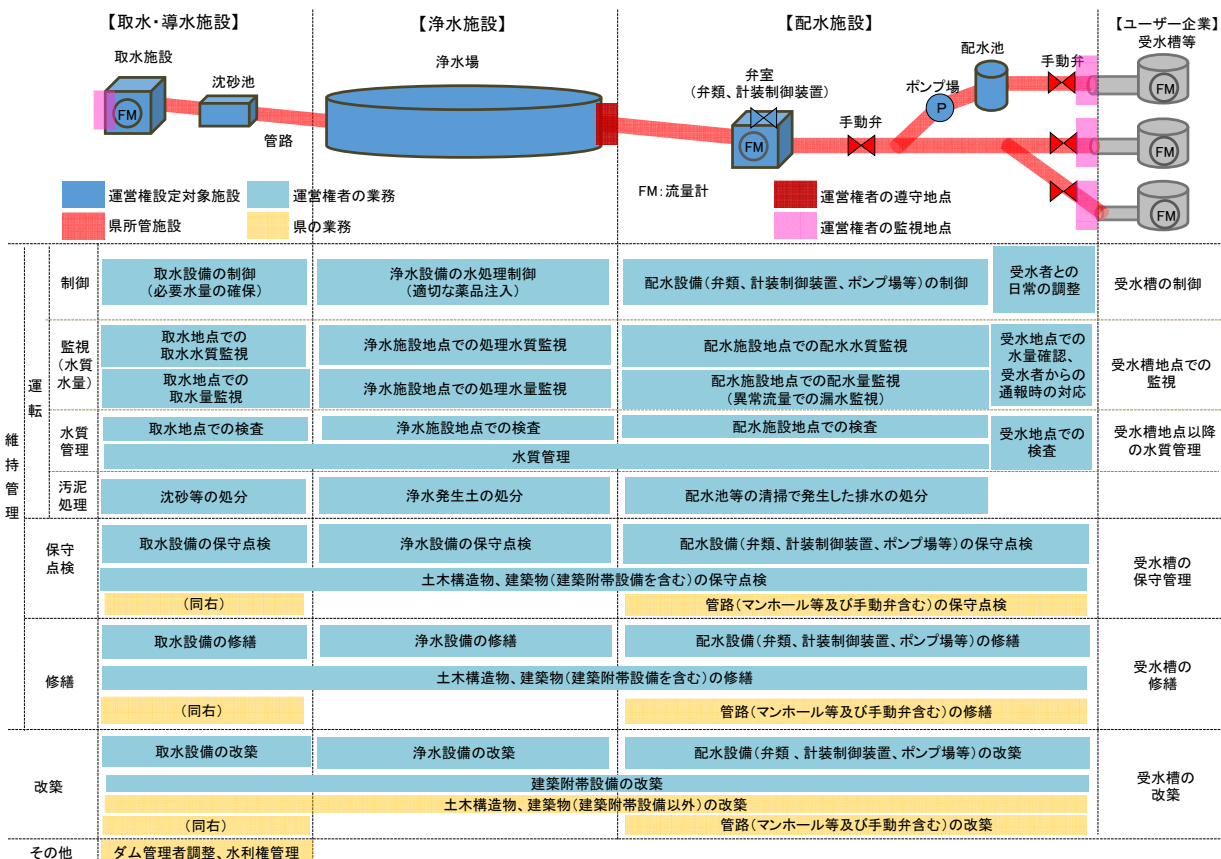 【取水・導水施設】
【浄水施設】
【配水施設】
【ユーザー企業】
受水槽等
取水施設
沈砂池
浄水場
弁室
(弁類、計装制御装置)
配水池
ポンプ場
手動弁
手動弁
管路
FM
FM
P
FM
FM
FM
FM:流量計
運営権設定対象施設
運営権者の業務
県所管施設
県の業務
運営権者の遵守地点
運営権者の監視地点
維持管理
運転
制御
取水設備の制御
(必要水量の確保)
浄水設備の水処理制御
(適切な薬品注入)
配水設備(弁類、計装制御装置、ポンプ場等)の制御
受水者との
日常の調整
受水槽の制御
監視
(水質
水量)
取水地点での
取水水質監視
浄水施設地点での処理水質監視
配水施設地点での配水水質監視
取水地点での
取水量監視
浄水施設地点での処理水量監視
配水施設地点での配水量監視
(異常流量での漏水監視)
受水地点での
水量確認、
受水者からの
通報時の対応
受水槽地点での
監視
水質
管理
取水地点での検査
浄水施設地点での検査
配水施設地点での検査
水質管理
受水地点での
検査
受水槽地点以降
の水質管理
汚泥
処理
沈砂等の処分
浄水発生土の処分
配水池等の清掃で発生した排水の処分
保守
点検
取水設備の保守点検
浄水設備の保守点検
配水設備(弁類、計装制御装置、ポンプ場等)の保守点検
土木構造物、建築物(建築附帯設備を含む)の保守点検
(同右)
管路(マンホール等及び手動弁含む)の保守点検
受水槽の
保守管理
修繕
取水設備の修繕
浄水設備の修繕
配水設備(弁類、計装制御装置、ポンプ場等)の修繕
土木構造物、建築物(建築附帯設備を含む)の修繕
(同右)
管路(マンホール等及び手動弁含む)の修繕
受水槽の
修繕
改築
取水設備の改築
浄水設備の改築
配水設備(弁類、計装制御装置、ポンプ場等)の改築
建築附帯設備の改築
土木構造物、建築物(建築附帯設備以外)の改築
(同右)
管路(マンホール等及び手動弁含む)の改築
受水槽の
改築
その他
ダム管理者調整、水利権管理